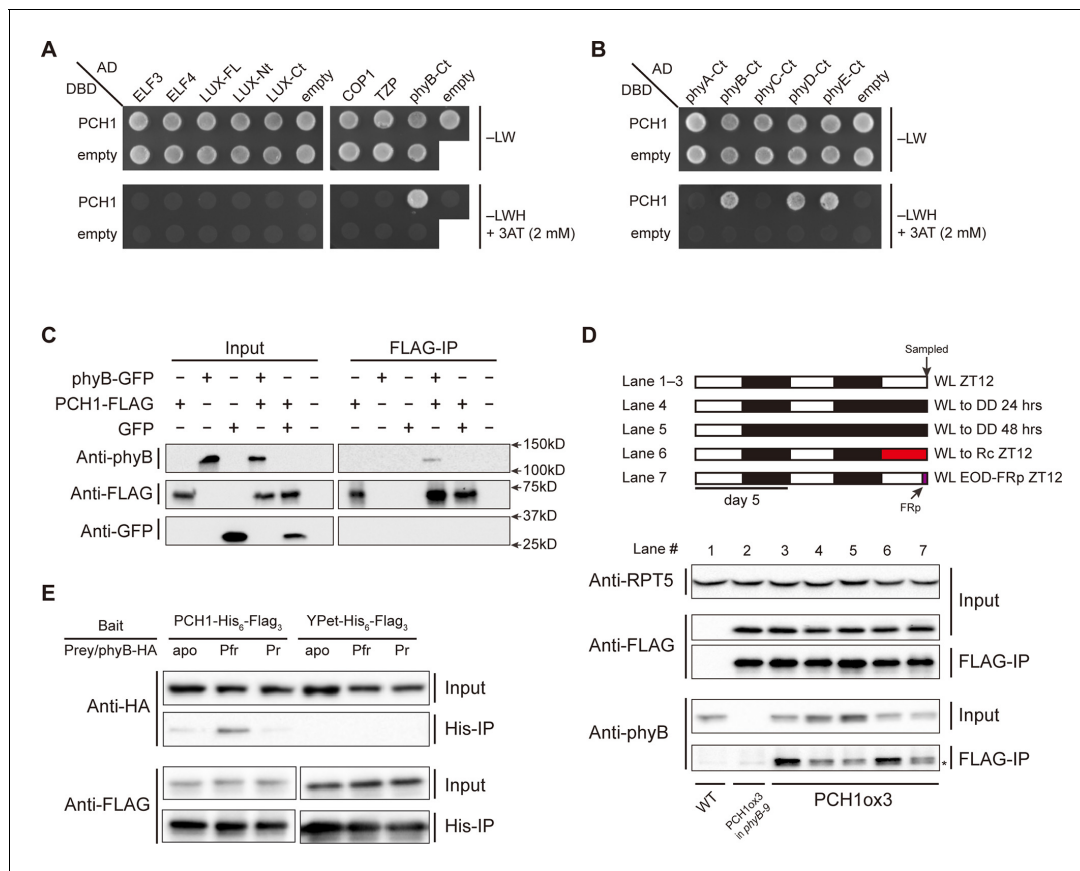 A
AD
DBD
ELF3
ELF4
LUX-FL
LUX-Nt
LUX-Ct
empty
COP1
TZP
phyB-Ct
empty
PCH1
empty
–LW
PCH1
empty
–LWH
+ 3AT (2 mM)
B
AD
DBD
phyA-Ct
phyB-Ct
phyC-Ct
phyD-Ct
phyE-Ct
empty
PCH1
empty
–LW
PCH1
empty
–LWH
+ 3AT (2 mM)
C
Input FLAG-IP
phyB-GFP – + – + – – – + – + – –
PCH1-FLAG + – – + + – + – – + + –
GFP – – + – + – – – + – + –
Anti-phyB
150kD
100kD
Anti-FLAG
75kD
Anti-GFP
37kD
25kD
D
Sampled
Lane 1–3 WL ZT12
Lane 4 WL to DD 24 hrs
Lane 5 WL to DD 48 hrs
Lane 6 WL to Rc ZT12
Lane 7 WL EOD-FRp ZT12
day 5
FRp
Lane # 1 2 3 4 5 6 7
Anti-RPT5
Input
Anti-FLAG
FLAG-IP
Anti-phyB
Input
* FLAG-IP
WT
PCH1ox3
in phyB-9
PCH1ox3
E
Bait PCH1-His6-Flag3 YPet-His6-Flag3
Prey/phyB-HA apo Pfr Pr apo Pfr Pr
Anti-HA
Input
His-IP
Anti-FLAG
Input
His-IP